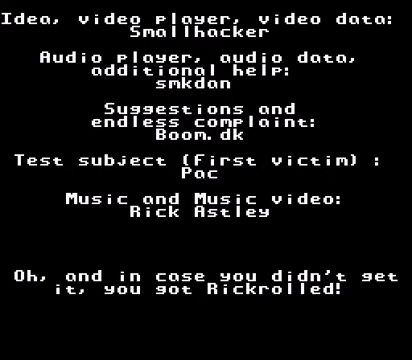 Idea, video player, video data:
Smallhacker
Audio player, audio data,
additional help:
smkdan
Suggestions and
endless complaint:
Boom.dk
Test subject (First victim) :
Pac
Music and Music video:
Rick Astley
Oh, and in case you didn't get
it, you got Rickrolled!